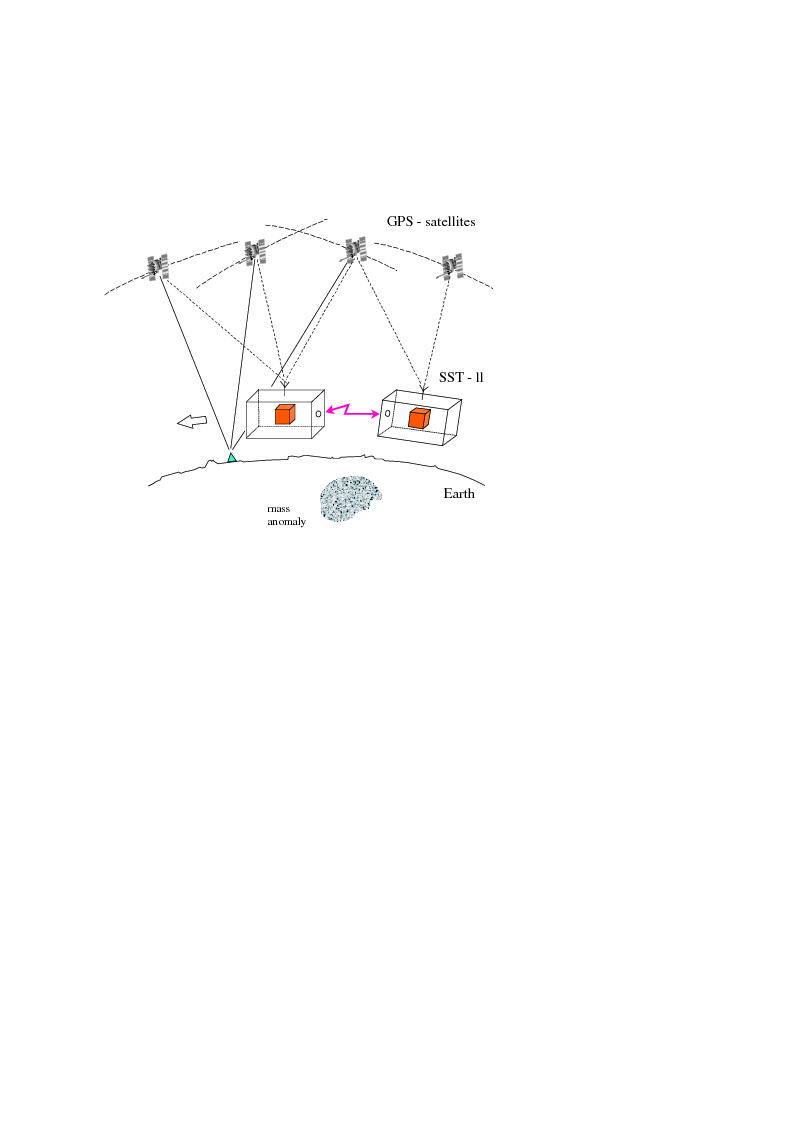 GPS - satellites
SST - ll
Earth
mass
anomaly